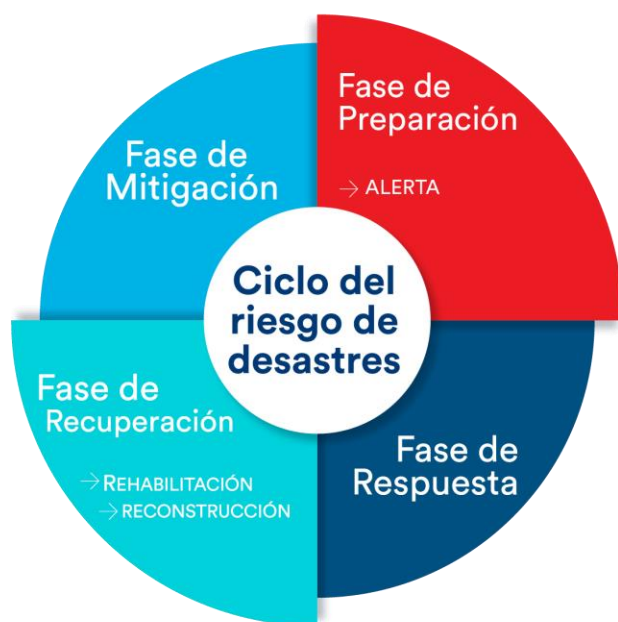 Fase de
Mitigación
Fase de
Preparación
→ ALERTA
Ciclo del
riesgo de
desastres
Fase de
Recuperación
→ REHABILITACIÓN
→ RECONSTRUCCIÓN
Fase de
Respuesta